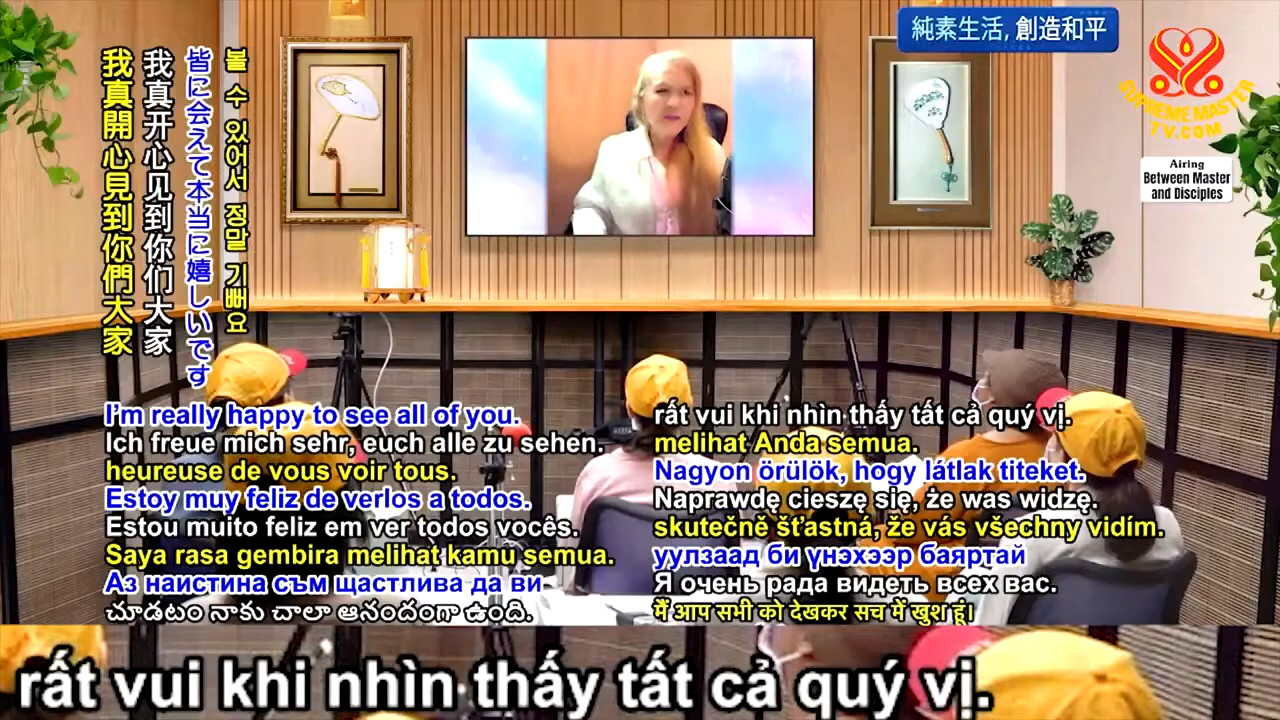 純素生活, 創造和平
SUPREME MASTER
TV.COM
Airing
Between Master
and Disciples
볼 수 있어서 정말 기뻐요
皆に会えて本当に嬉しいです
我真开心见到你们大家
我真開心見到你們大家
I'm really happy to see all of you.
Ich freue mich sehr, euch alle zu sehen.
heureuse de vous voir tous.
Estoy muy feliz de verlos a todos.
Estou muito feliz em ver todos vocês.
Saya rasa gembira melihat kamu semua.
Аз наистина съм щастлива да ви
చూడటం నాకు చాలా ఆనందంగా ఉంది.
rất vui khi nhìn thấy tất cả quý vị.
melihat Anda semua.
Nagyon örülök, hogy látlak titeket.
Naprawdę cieszę się, że was widzę.
skutečně šťastná, že vás všechny vidím.
уулзаад би үнэхээр баяртай
Я очень рада видеть всех вас.
मैं आप सभी को देखकर सच में खुश हूं।
rất vui khi nhìn thấy tất cả quý vị.